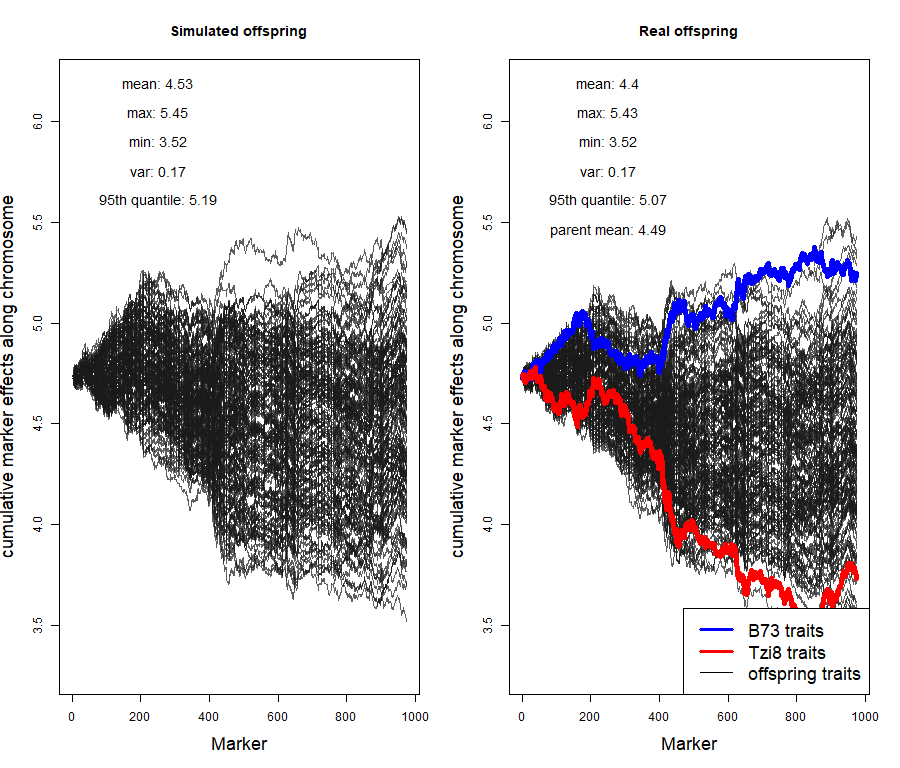 Simulated offspring
mean: 4.53
max: 5.45
min: 3.52
var: 0.17
95th quantile: 5.19
cumulative marker effects along chromosome
6.0
5.5
5.0
4.5
4.0
3.5
0 200 400 600 800 1000
Marker
Real offspring
mean: 4.4
max: 5.43
min: 3.52
var: 0.17
95th quantile: 5.07
parent mean: 4.49
cumulative marker effects along chromosome
6.0
5.5
5.0
4.5
4.0
3.5
B73 traits
Tzi8 traits
offspring traits
0 200 400 600 800 1000
Marker